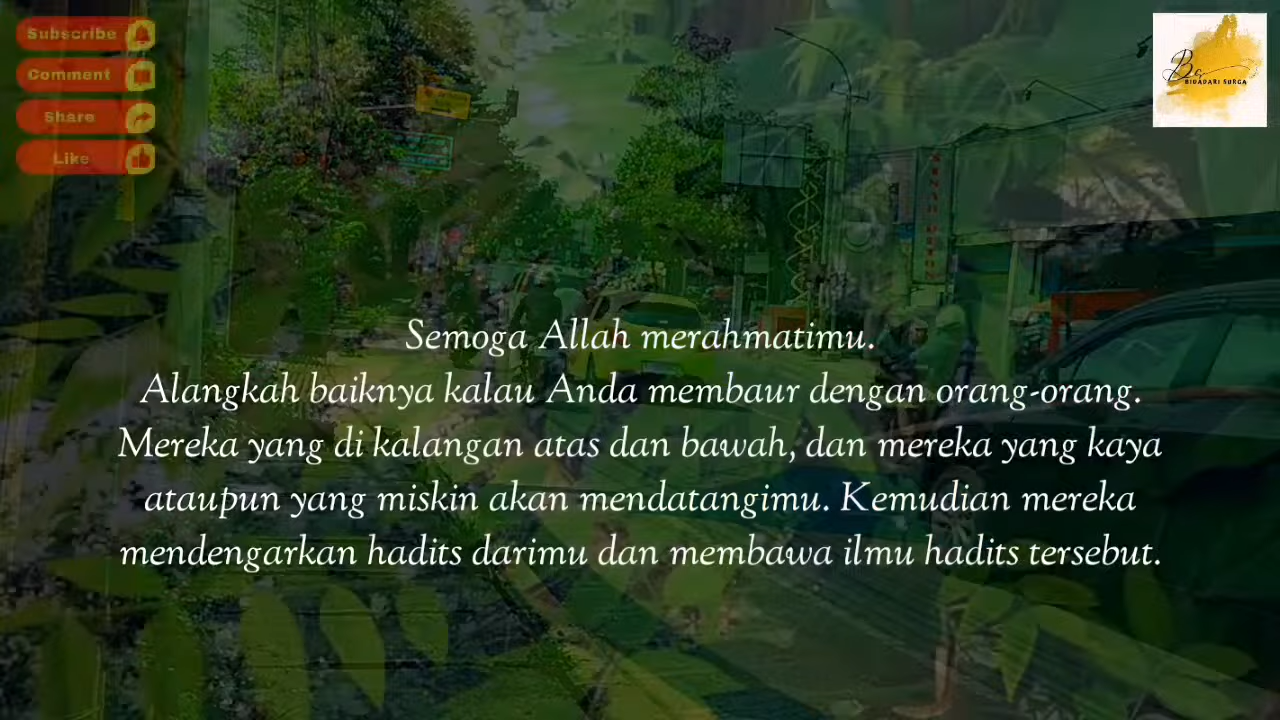 Subscribe
Comment
Share
Like
BIDADARI SURGA
Semoga Allah merahmatimu.
Alangkah baiknya kalau Anda membaur dengan orang-orang.
Mereka yang di kalangan atas dan bawah, dan mereka yang kaya
ataupun yang miskin akan mendatangimu. Kemudian mereka
mendengarkan hadits darimu dan membawa ilmu hadits tersebut.